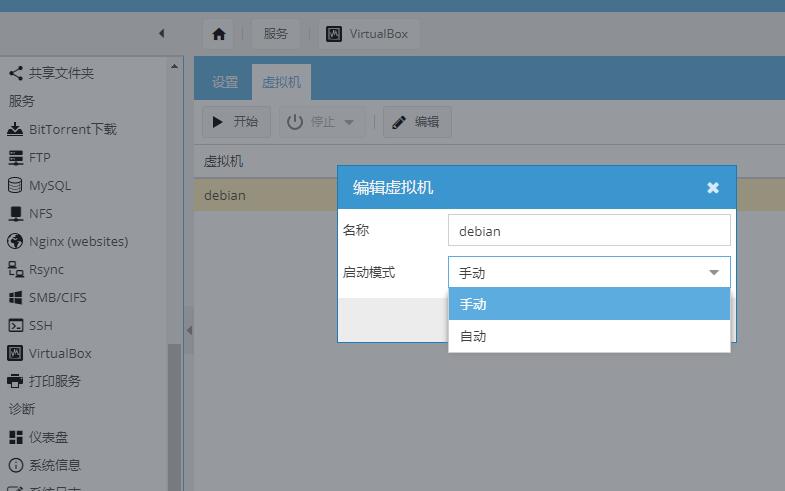 服务
VirtualBox
共享文件夹
服务
BitTorrent下载
FTP
MySQL
NFS
Nginx (websites)
Rsync
SMB/CIFS
SSH
VirtualBox
打印服务
诊断
仪表盘
系统信息
系统日志
设置
虚拟机
开始
停止
编辑
虚拟机
debian
编辑虚拟机
名称
debian
启动模式
手动
手动
自动